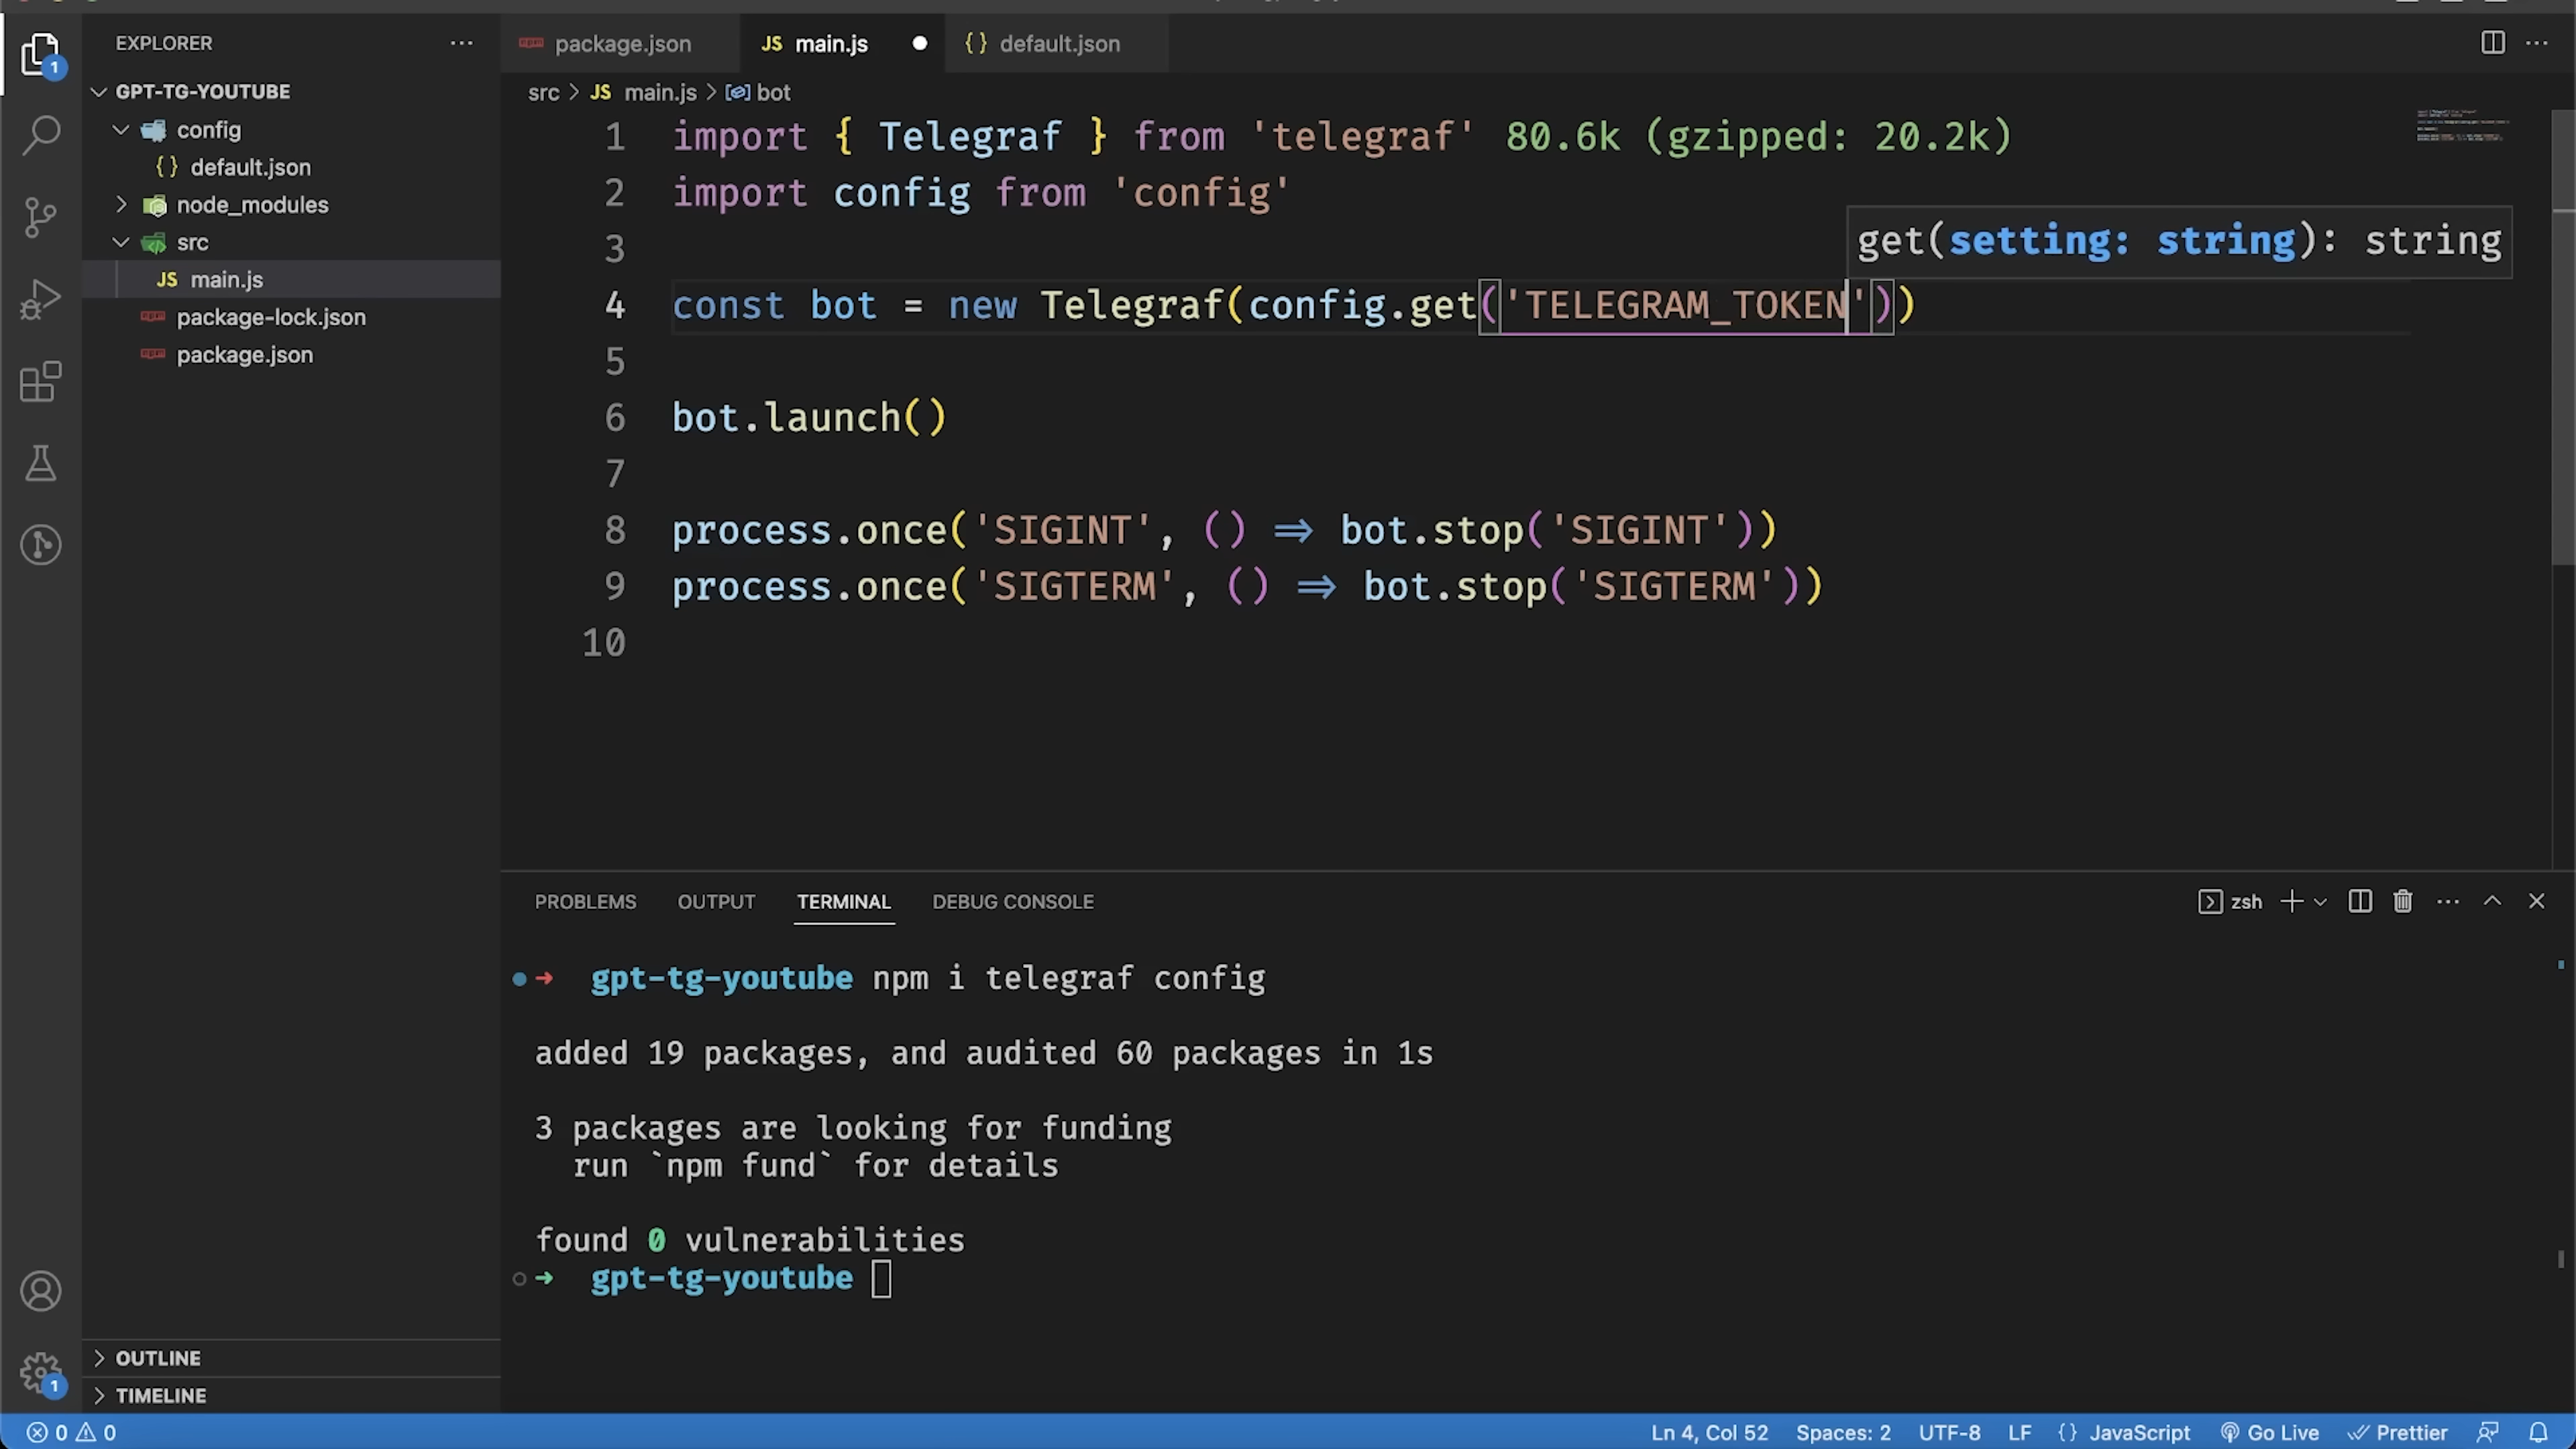 EXPLORER
GPT-TG-YOUTUBE
config
{} default.json
node_modules
src
JS main.js
package-lock.json
package.json
OUTLINE
TIMELINE
1
1
package.json
JS main.js
{} default.json
src > JS main.js > bot
1 import { Telegraf } from 'telegraf' 80.6k (gzipped: 20.2k)
2 import config from 'config'
3
get(setting: string): string
4 const bot = new Telegraf(config.get('TELEGRAM_TOKEN'))
5
6 bot.launch()
7
8 process.once('SIGINT', () => bot.stop('SIGINT'))
9 process.once('SIGTERM', () => bot.stop('SIGTERM'))
10
PROBLEMS OUTPUT TERMINAL DEBUG CONSOLE
zsh
→ gpt-tg-youtube npm i telegraf config
added 19 packages, and audited 60 packages in 1s
3 packages are looking for funding
run `npm fund` for details
found 0 vulnerabilities
→ gpt-tg-youtube
0 0
Ln 4, Col 52 Spaces: 2 UTF-8 LF {} JavaScript Go Live Prettier